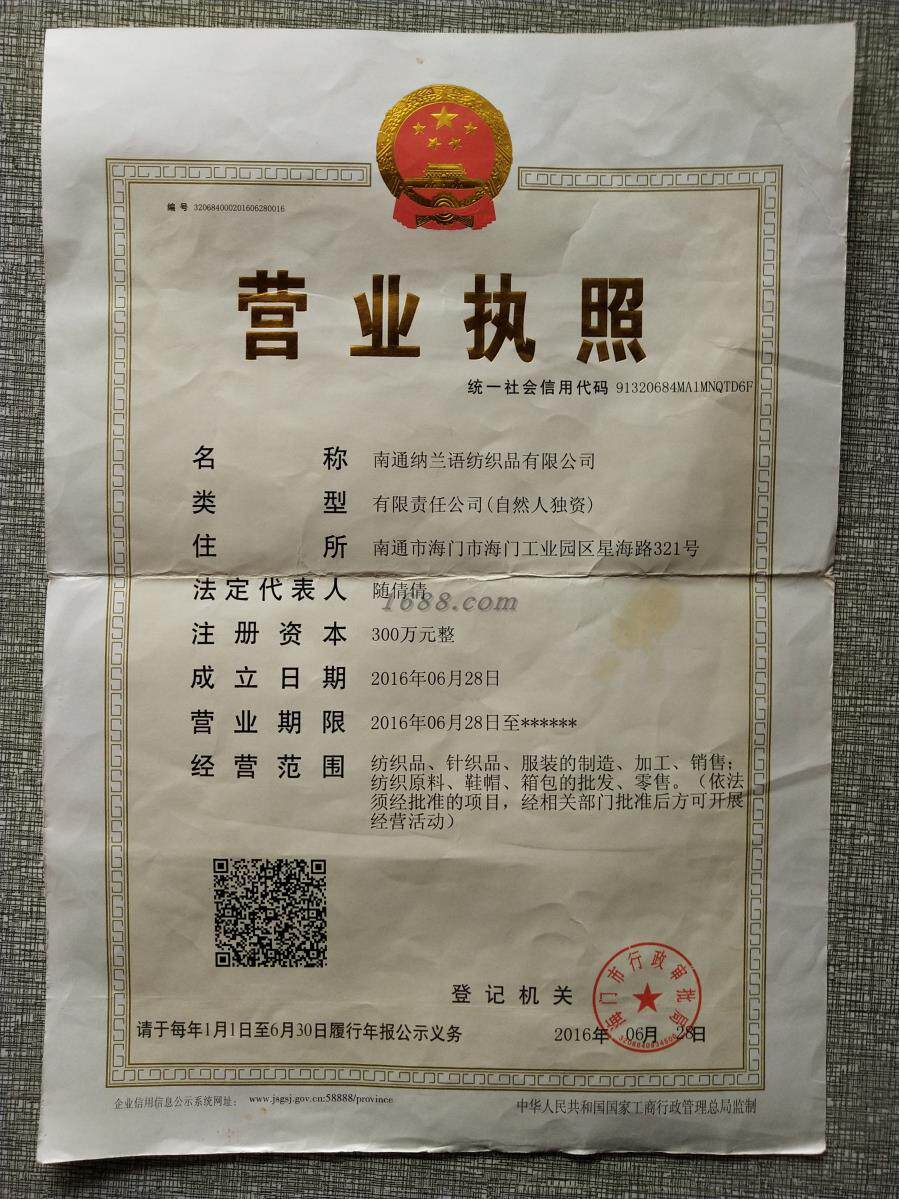 编 号 320684000201606280016
营业执照
统一社会信用代码 91320684MA1MNQTD6F
名称 南通纳兰语纺织品有限公司
类型 有限责任公司(自然人独资)
住所 南通市海门市海门工业园区星海路321号
法定代表人 随倩倩
1688.com
注册资本 300万元整
成立日期 2016年06月28日
营业期限 2016年06月28日至******
经营范围 纺织品、针织品、服装的制造、加工、销售;
纺织原料、鞋帽、箱包的批发、零售。(依法
须经批准的项目,经相关部门批准后方可开展
经营活动)
登记机关
海门市行政审批局
请于每年1月1日至6月30日履行年报公示义务
2016年 06月 28日
企业信用信息公示系统网址: www.jsgsj.gov.cn:58888/province
中华人民共和国国家工商行政管理总局监制